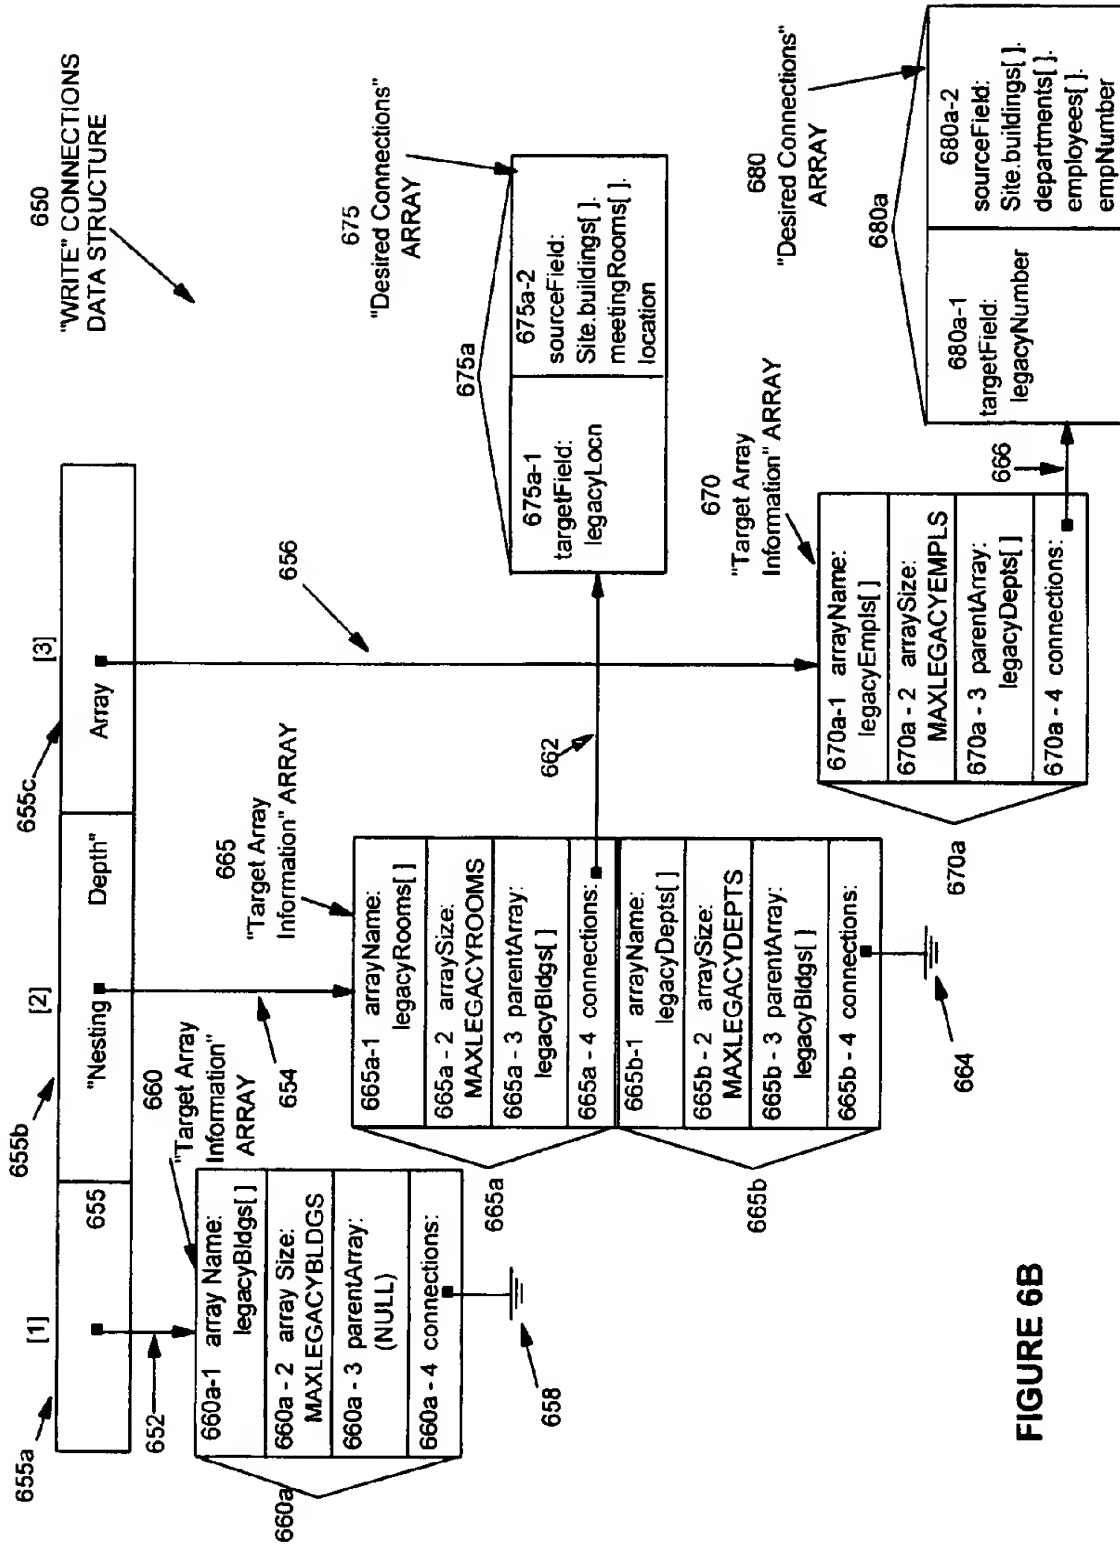 650
"WRITE" CONNECTIONS
DATA STRUCTURE
655a
655b
655c
[1]
[2]
[3]
655
"Nesting
Depth"
Array
652
654
656
660
"Target Array
Information"
ARRAY
660a-1 array Name:
legacyBldgs[ ]
660a - 2 array Size:
MAXLEGACYBLDGS
660a - 3 parentArray:
(NULL)
660a - 4 connections:
660a
658
665
"Target Array
Information" ARRAY
665a-1 arrayName:
legacyRooms[ ]
665a - 2 arraySize:
MAXLEGACYROOMS
665a - 3 parentArray:
legacyBldgs[ ]
665a - 4 connections:
665a
665b-1 arrayName:
legacyDepts[ ]
665b - 2 arraySize:
MAXLEGACYDEPTS
665b - 3 parentArray:
legacyBldgs[ ]
665b - 4 connections:
665b
664
662
675
"Desired Connections"
ARRAY
675a
675a-1
targetField:
legacyLocn
675a-2
sourceField:
Site.buildings[ ].
meetingRooms[ ].
location
670
"Target Array
Information" ARRAY
670a-1 arrayName:
legacyEmpls[ ]
670a - 2 arraySize:
MAXLEGACYEMPLS
670a - 3 parentArray:
legacyDepts[ ]
670a - 4 connections:
670a
666
680
"Desired Connections"
ARRAY
680a
680a-1
targetField:
legacyNumber
680a-2
sourceField:
Site.buildings[ ].
departments[ ].
employees[ ].
empNumber
FIGURE 6B